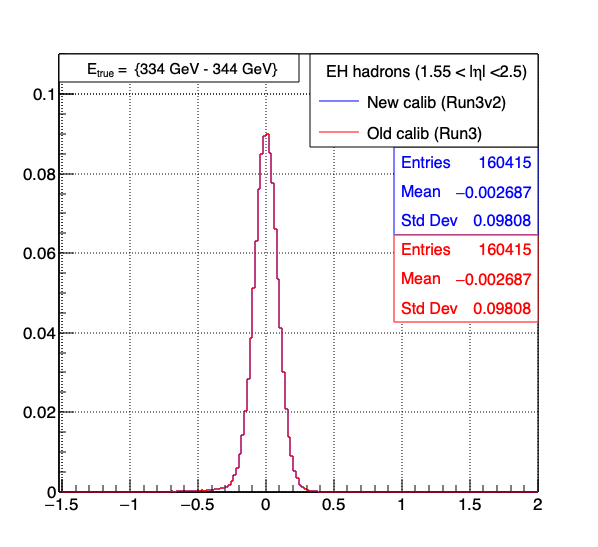 E_true = {334 GeV - 344 GeV}
EH hadrons (1.55 < |η| <2.5)
New calib (Run3v2)
Old calib (Run3)
Entries 160415
Mean −0.002687
Std Dev 0.09808
Entries 160415
Mean −0.002687
Std Dev 0.09808
0.1
0.08
0.06
0.04
0.02
0
−1.5 −1 −0.5 0 0.5 1 1.5 2